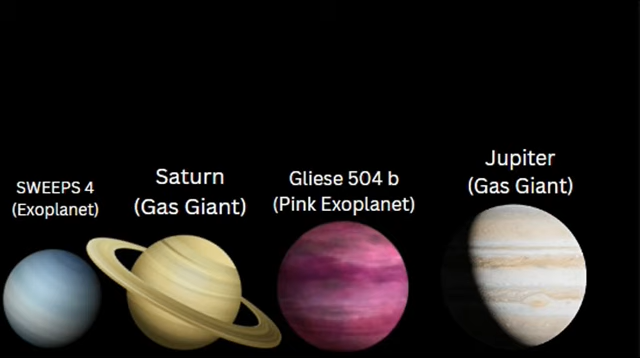 SWEEPS 4
(Exoplanet)
Saturn
(Gas Giant)
Gliese 504 b
(Pink Exoplanet)
Jupiter
(Gas Giant)